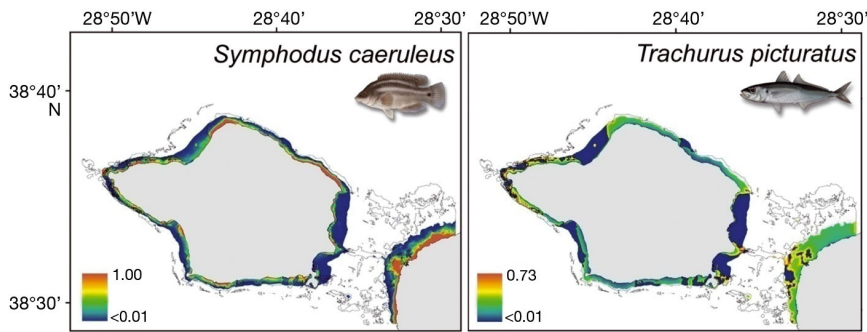 28°50'W 28°40' 28°30' 28°50'W 28°40' 28°30'
Symphodus caeruleus
Trachurus picturatus
38°40'
N
1.00
<0.01
0.73
<0.01
38°30'